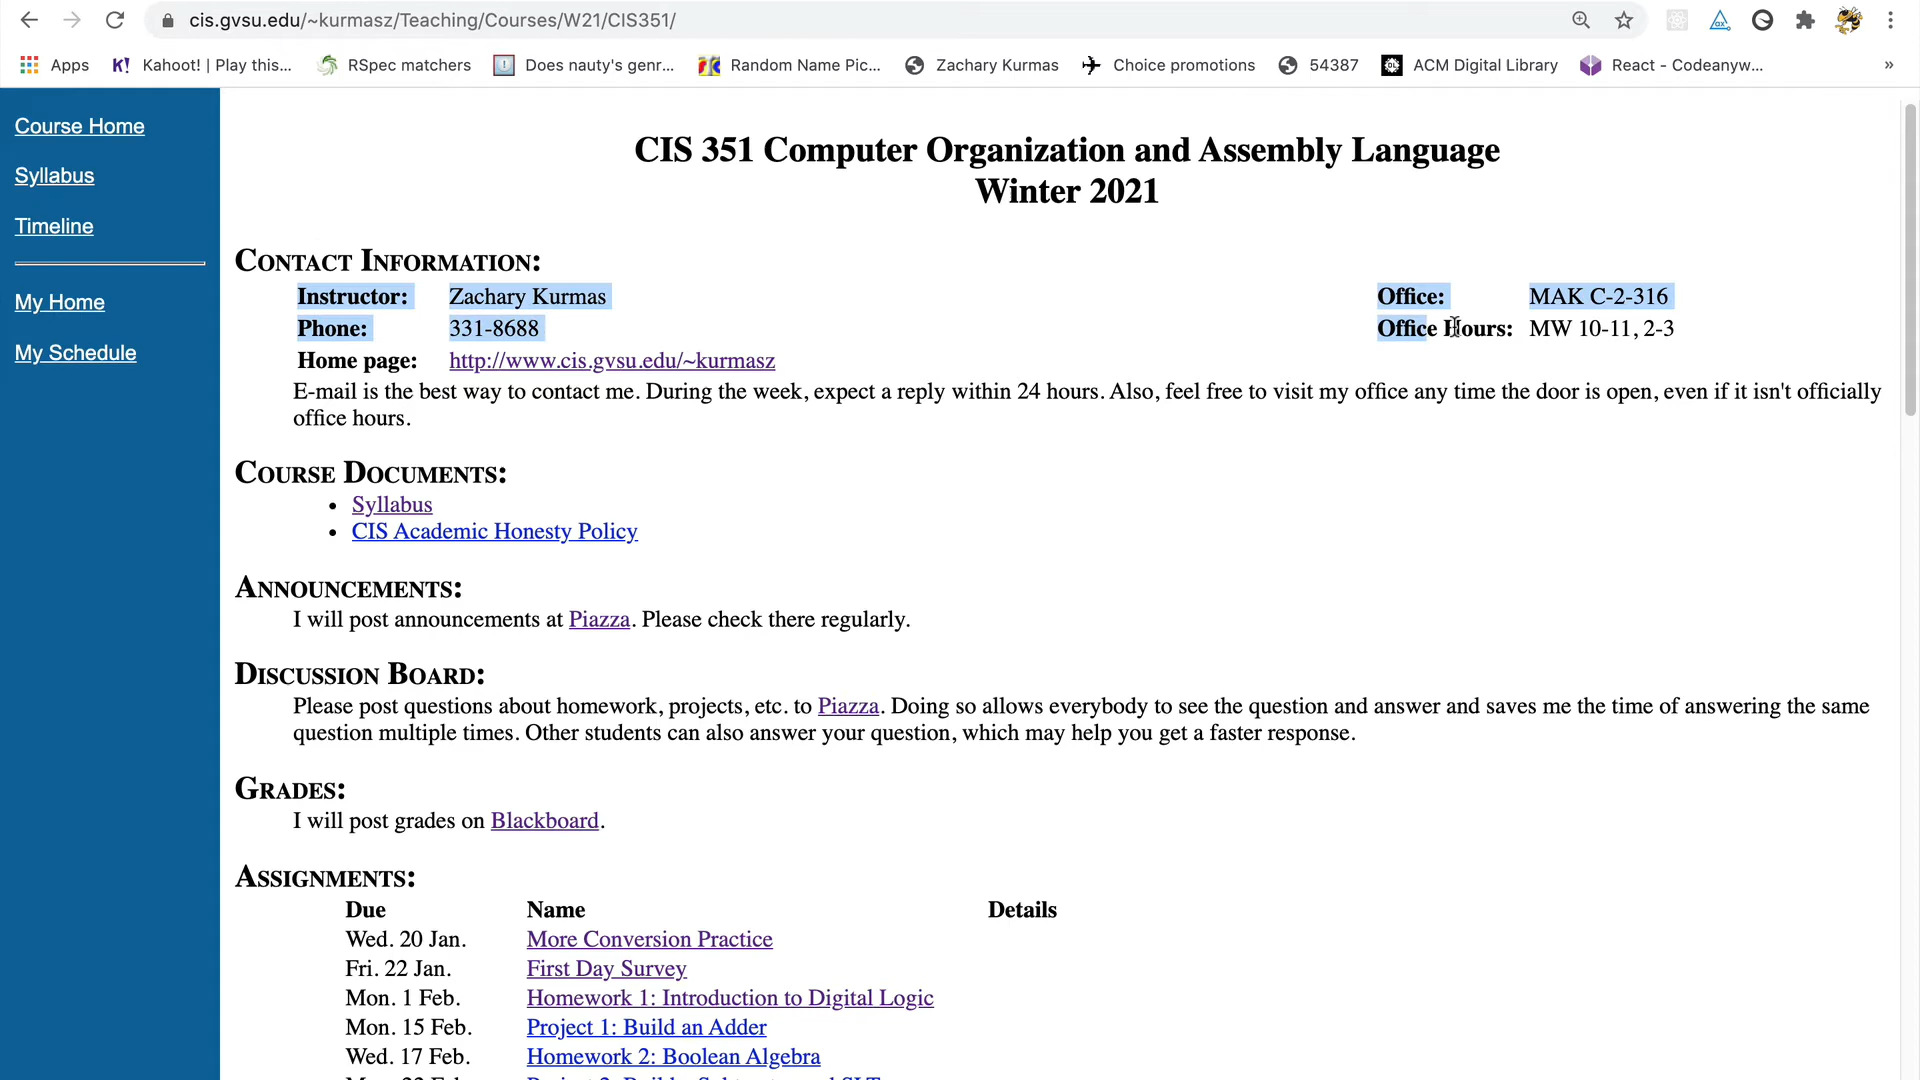 cis.gvsu.edu/~kurmasz/Teaching/Courses/W21/CIS351/
Apps K! Kahoot! | Play this... RSpec matchers Does nauty's genr... Random Name Pic... Zachary Kurmas Choice promotions 54387 ACM Digital Library React - Codeanyw... »
Course Home
Syllabus
Timeline
My Home
My Schedule
CIS 351 Computer Organization and Assembly Language
Winter 2021
Contact Information:
Instructor: Zachary Kurmas Office: MAK C-2-316
Phone: 331-8688 Office Hours: MW 10-11, 2-3
Home page: http://www.cis.gvsu.edu/~kurmasz
E-mail is the best way to contact me. During the week, expect a reply within 24 hours. Also, feel free to visit my office any time the door is open, even if it isn't officially
office hours.
Course Documents:
• Syllabus
• CIS Academic Honesty Policy
Announcements:
I will post announcements at Piazza. Please check there regularly.
Discussion Board:
Please post questions about homework, projects, etc. to Piazza. Doing so allows everybody to see the question and answer and saves me the time of answering the same
question multiple times. Other students can also answer your question, which may help you get a faster response.
Grades:
I will post grades on Blackboard.
Assignments:
Due Name Details
Wed. 20 Jan. More Conversion Practice
Fri. 22 Jan. First Day Survey
Mon. 1 Feb. Homework 1: Introduction to Digital Logic
Mon. 15 Feb. Project 1: Build an Adder
Wed. 17 Feb. Homework 2: Boolean Algebra